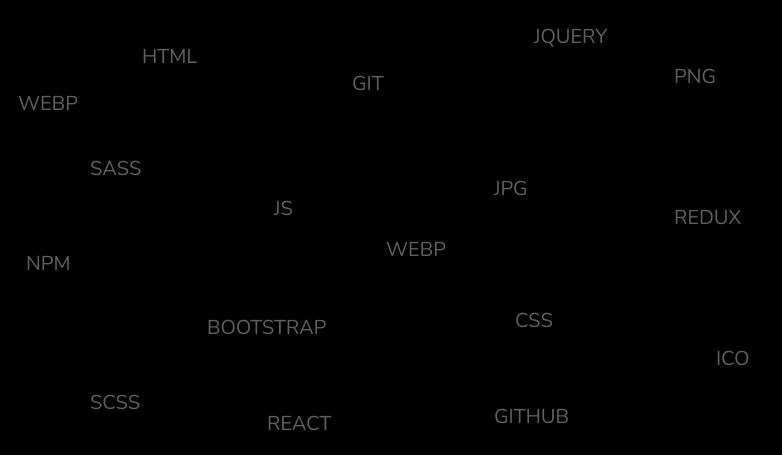 JQUERY
HTML
PNG
GIT
WEBP
SASS
JPG
JS
REDUX
WEBP
NPM
CSS
BOOTSTRAP
ICO
SCSS
GITHUB
REACT